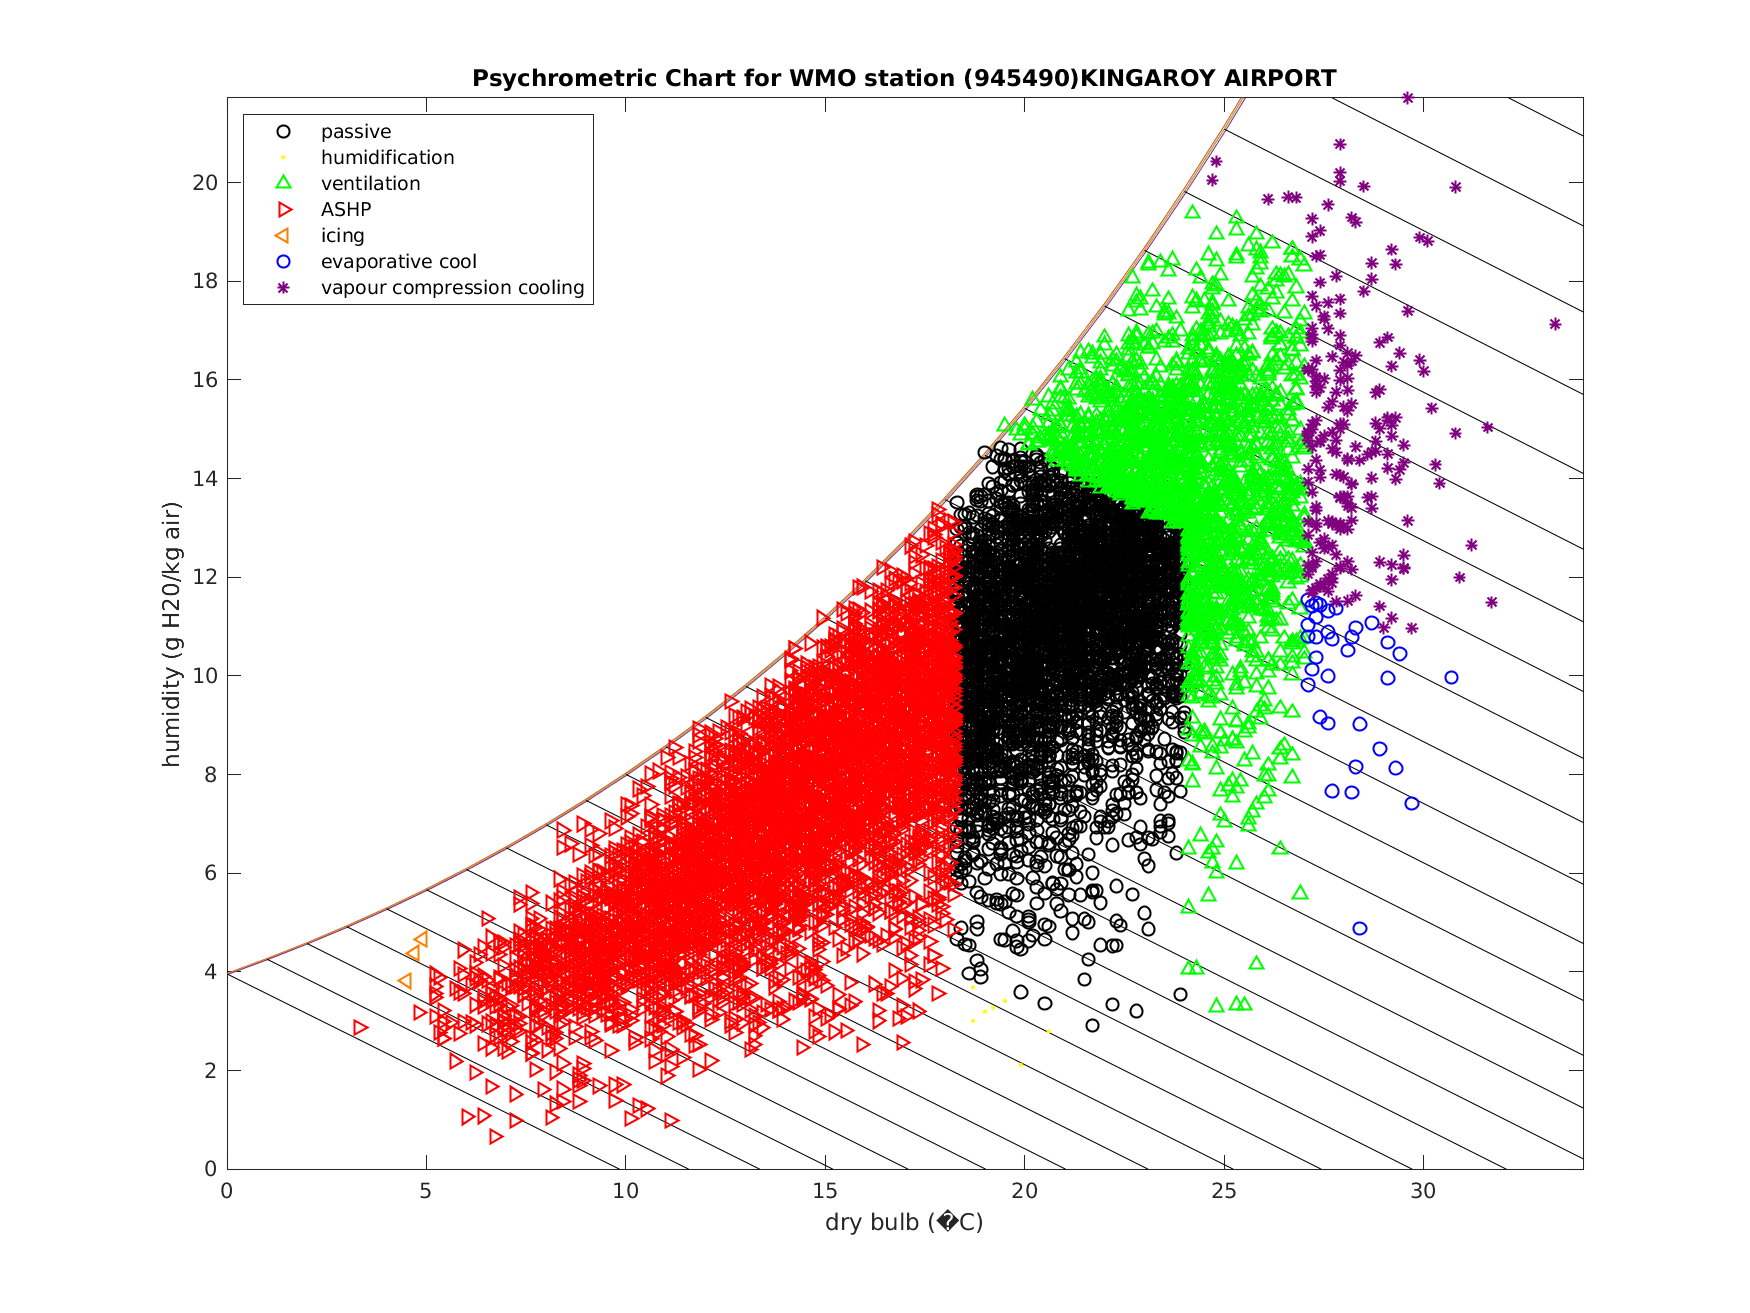 Psychrometric Chart for WMO station (945490)KINGAROY AIRPORT
passive
humidification
ventilation
ASHP
icing
evaporative cool
vapour compression cooling
humidity (g H20/kg air)
20
18
16
14
12
10
8
6
4
2
0
0 5 10 15 20 25 30
dry bulb (�C)